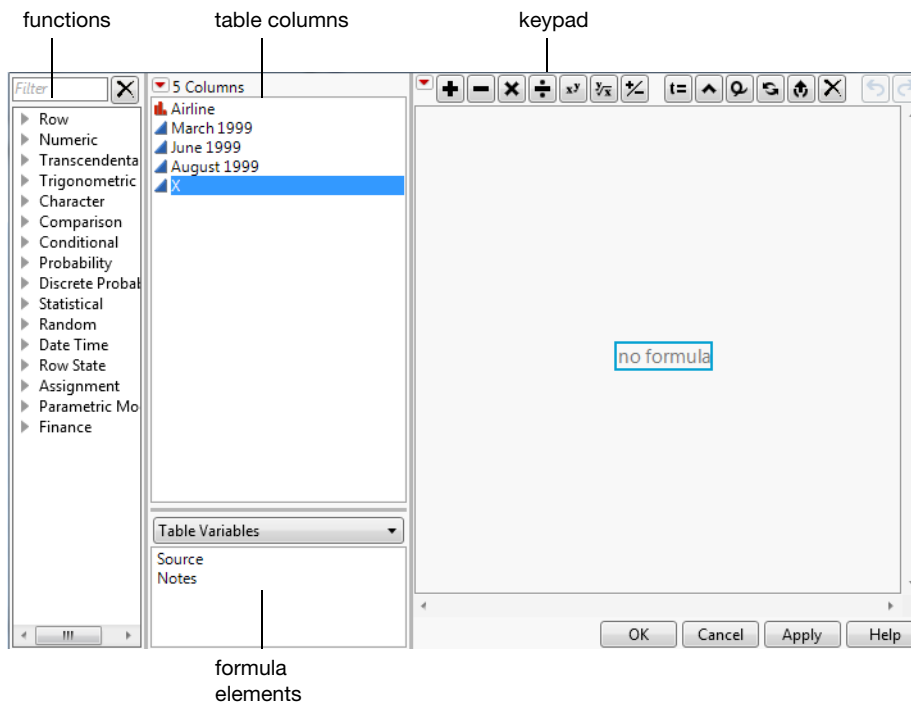 functions
table columns
keypad
Filter
Row
Numeric
Transcendenta
Trigonometric
Character
Comparison
Conditional
Probability
Discrete Probab
Statistical
Random
Date Time
Row State
Assignment
Parametric Mo
Finance
5 Columns
Airline
March 1999
June 1999
August 1999
X
Table Variables
Source
Notes
t=
no formula
OK
Cancel
Apply
Help
formula
elements